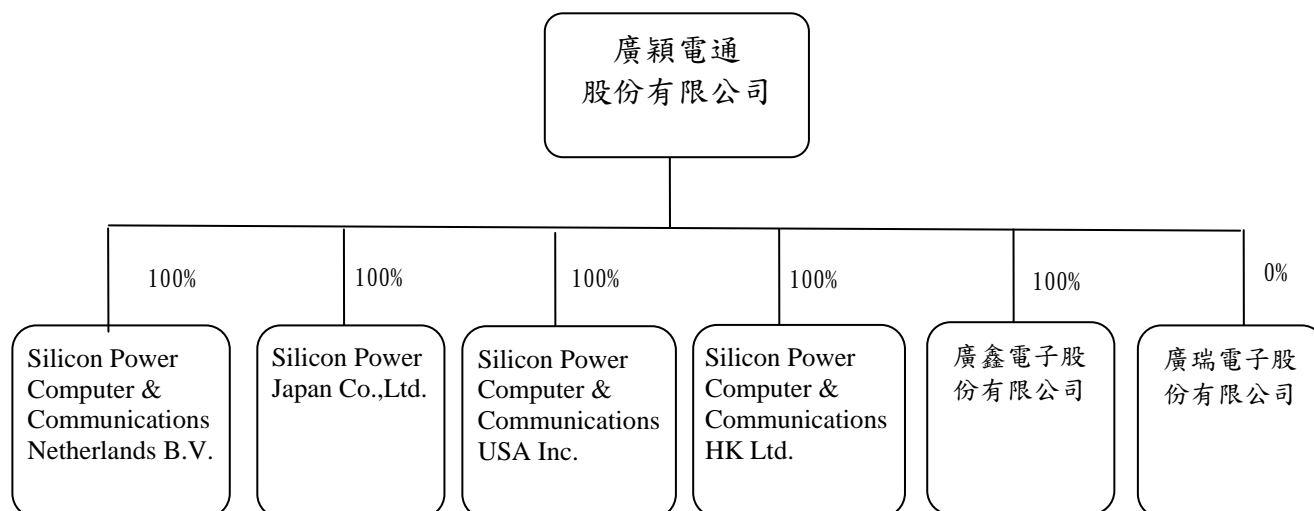 廣穎電通
股份有限公司
100%
100%
100%
100%
100%
0%
Silicon Power
Computer &
Communications
Netherlands B.V.
Silicon Power
Japan Co.,Ltd.
Silicon Power
Computer &
Communications
USA Inc.
Silicon Power
Computer &
Communications
HK Ltd.
廣鑫電子股
份有限公司
廣瑞電子股
份有限公司